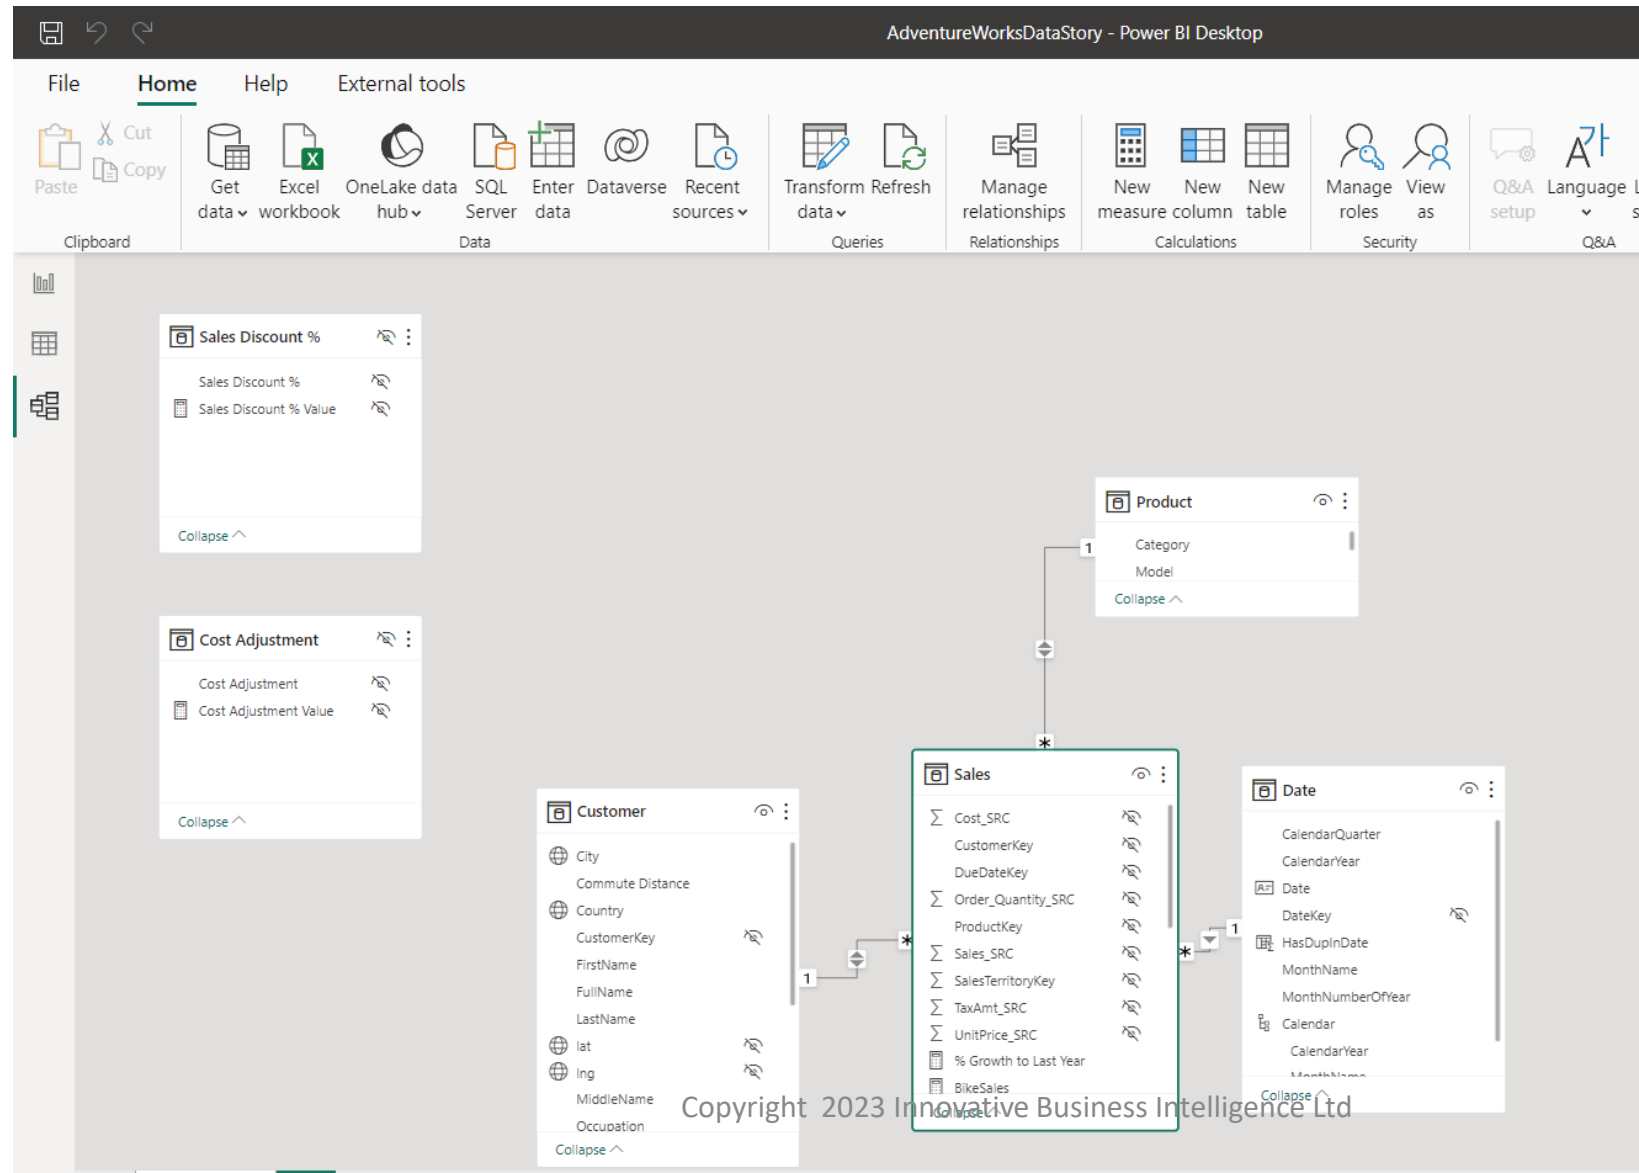 AdventureWorksDataStory - Power BI Desktop
File Home Help External tools
Paste
Cut
Copy
Clipboard
Get data
Excel workbook
OneLake data hub
SQL Server
Enter data
Dataverse
Recent sources
Data
Transform data
Refresh
Queries
Manage relationships
Relationships
New measure
New column
New table
Calculations
Manage roles
View as
Security
Q&A setup
Language
Q&A
Sales Discount %
Sales Discount %
Sales Discount % Value
Collapse
Cost Adjustment
Cost Adjustment
Cost Adjustment Value
Collapse
Product
Category
Model
Collapse
1
*
Customer
City
Commute Distance
Country
CustomerKey
FirstName
FullName
LastName
lat
lng
MiddleName
Occupation
Collapse
1
*
Sales
Cost_SRC
CustomerKey
DueDateKey
Order_Quantity_SRC
ProductKey
Sales_SRC
SalesTerritoryKey
TaxAmt_SRC
UnitPrice_SRC
% Growth to Last Year
BikeSales
Collapse
*
1
Date
CalendarQuarter
CalendarYear
Date
DateKey
HasDupInDate
MonthName
MonthNumberOfYear
Calendar
CalendarYear
MonthName
Collapse
Copyright 2023 Innovative Business Intelligence Ltd